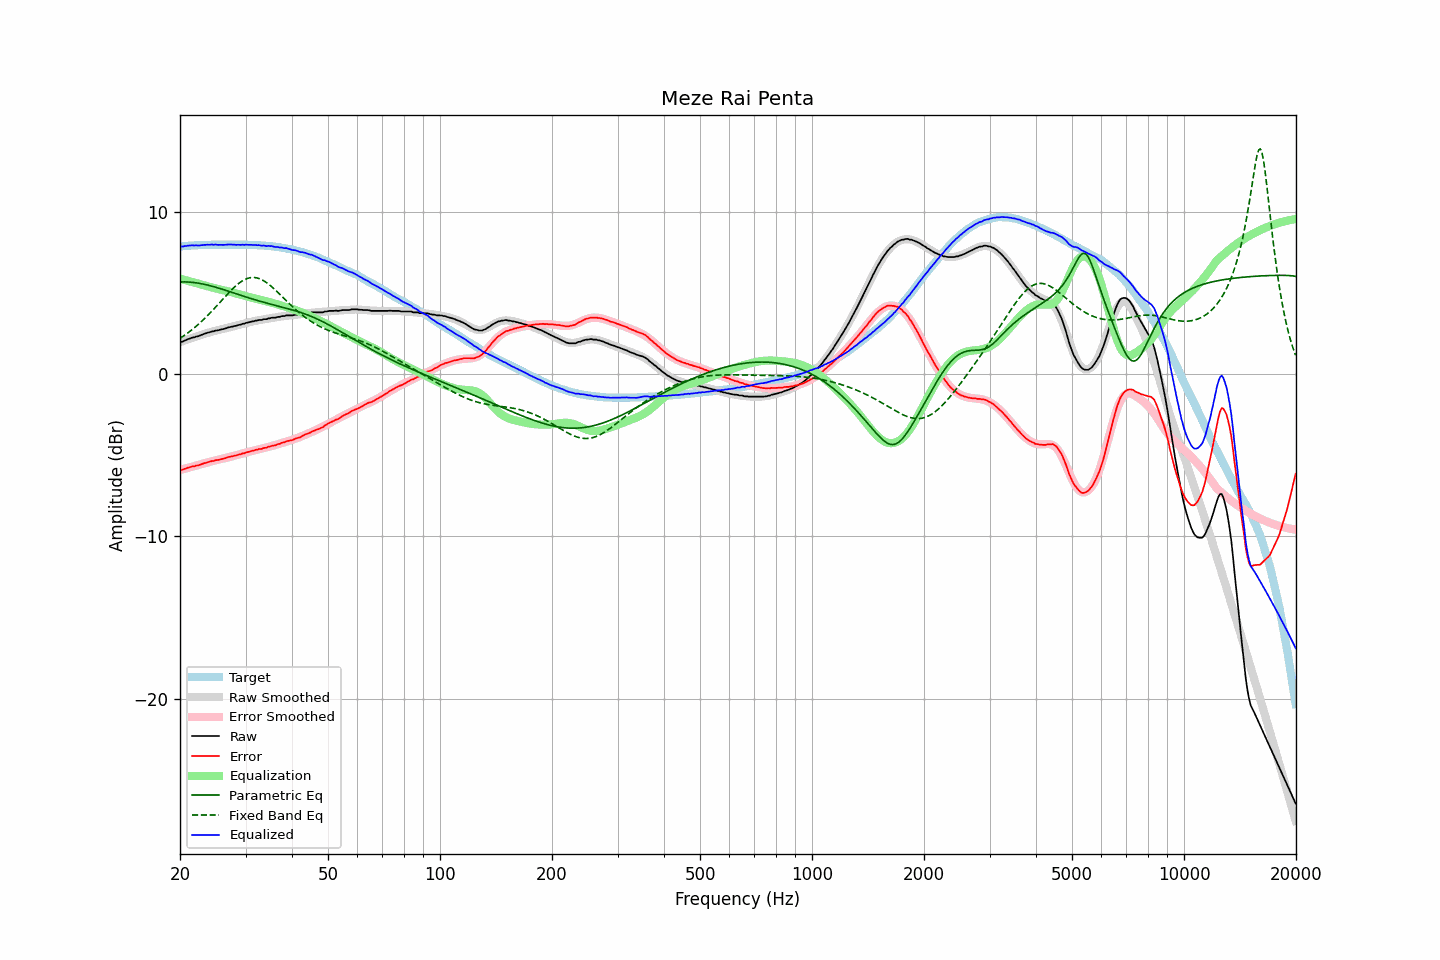 Meze Rai Penta
Amplitude (dBr)
10
0
−10
−20
Target
Raw Smoothed
Error Smoothed
Raw
Error
Equalization
Parametric Eq
Fixed Band Eq
Equalized
20 50 100 200 500 1000 2000 5000 10000 20000
Frequency (Hz)